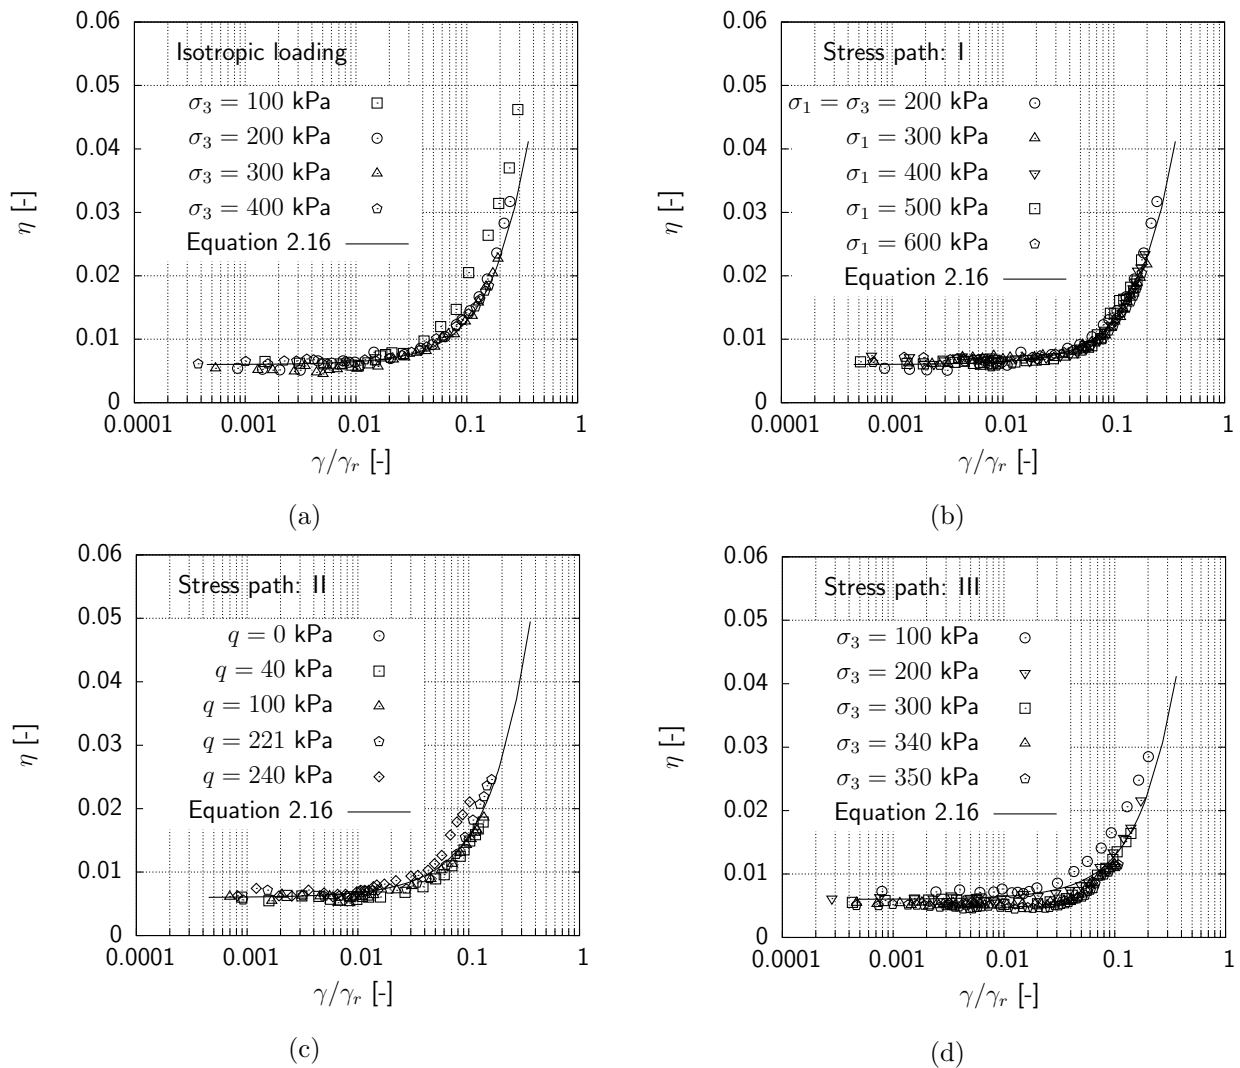 0.06
0.05
0.04
0.03
0.02
0.01
0
η [-]
Isotropic loading
σ3 = 100 kPa
σ3 = 200 kPa
σ3 = 300 kPa
σ3 = 400 kPa
Equation 2.16
0.0001 0.001 0.01 0.1 1
γ/γr [-]
(a)
0.06
0.05
0.04
0.03
0.02
0.01
0
η [-]
Stress path: I
σ1 = σ3 = 200 kPa
σ1 = 300 kPa
σ1 = 400 kPa
σ1 = 500 kPa
σ1 = 600 kPa
Equation 2.16
0.0001 0.001 0.01 0.1 1
γ/γr [-]
(b)
0.06
0.05
0.04
0.03
0.02
0.01
0
η [-]
Stress path: II
q = 0 kPa
q = 40 kPa
q = 100 kPa
q = 221 kPa
q = 240 kPa
Equation 2.16
0.0001 0.001 0.01 0.1 1
γ/γr [-]
(c)
0.06
0.05
0.04
0.03
0.02
0.01
0
η [-]
Stress path: III
σ3 = 100 kPa
σ3 = 200 kPa
σ3 = 300 kPa
σ3 = 340 kPa
σ3 = 350 kPa
Equation 2.16
0.0001 0.001 0.01 0.1 1
γ/γr [-]
(d)